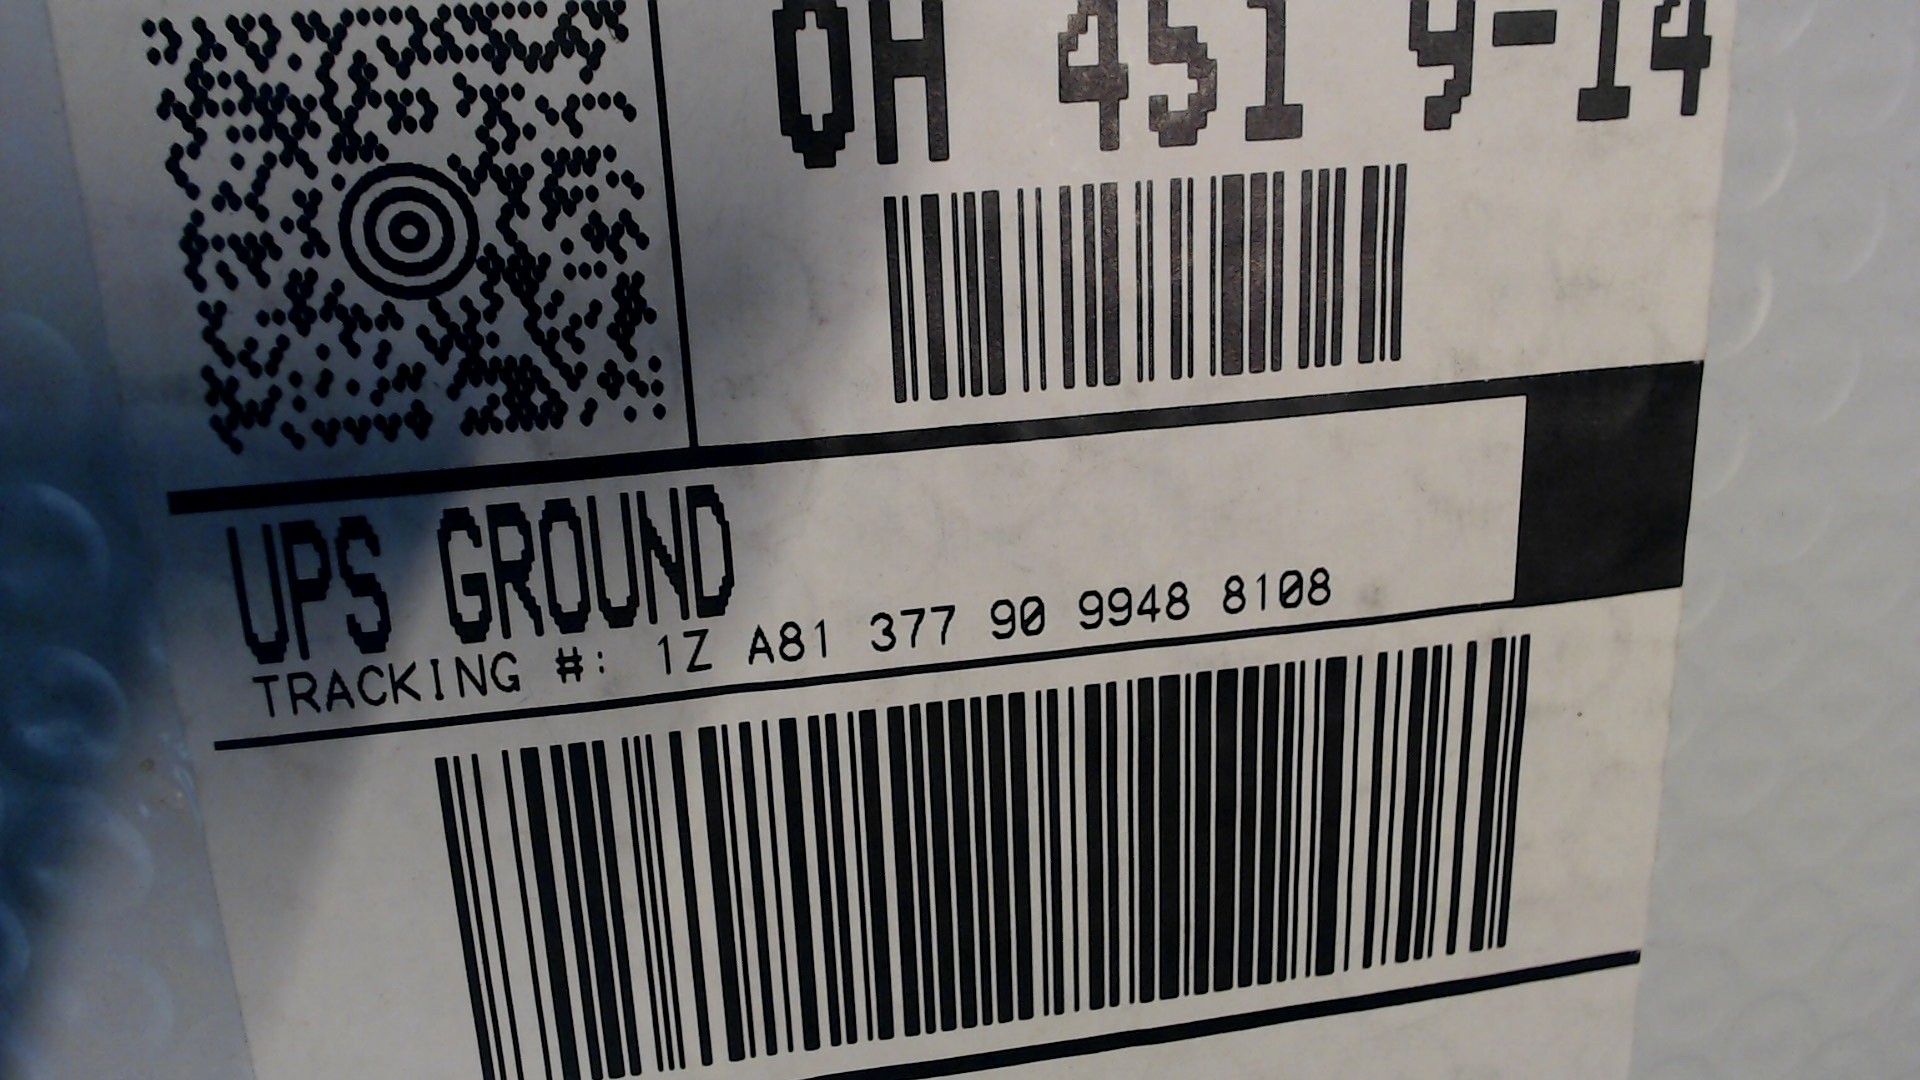 OH 451 9-14
UPS GROUND
TRACKING #: 1Z A81 377 90 9948 8108